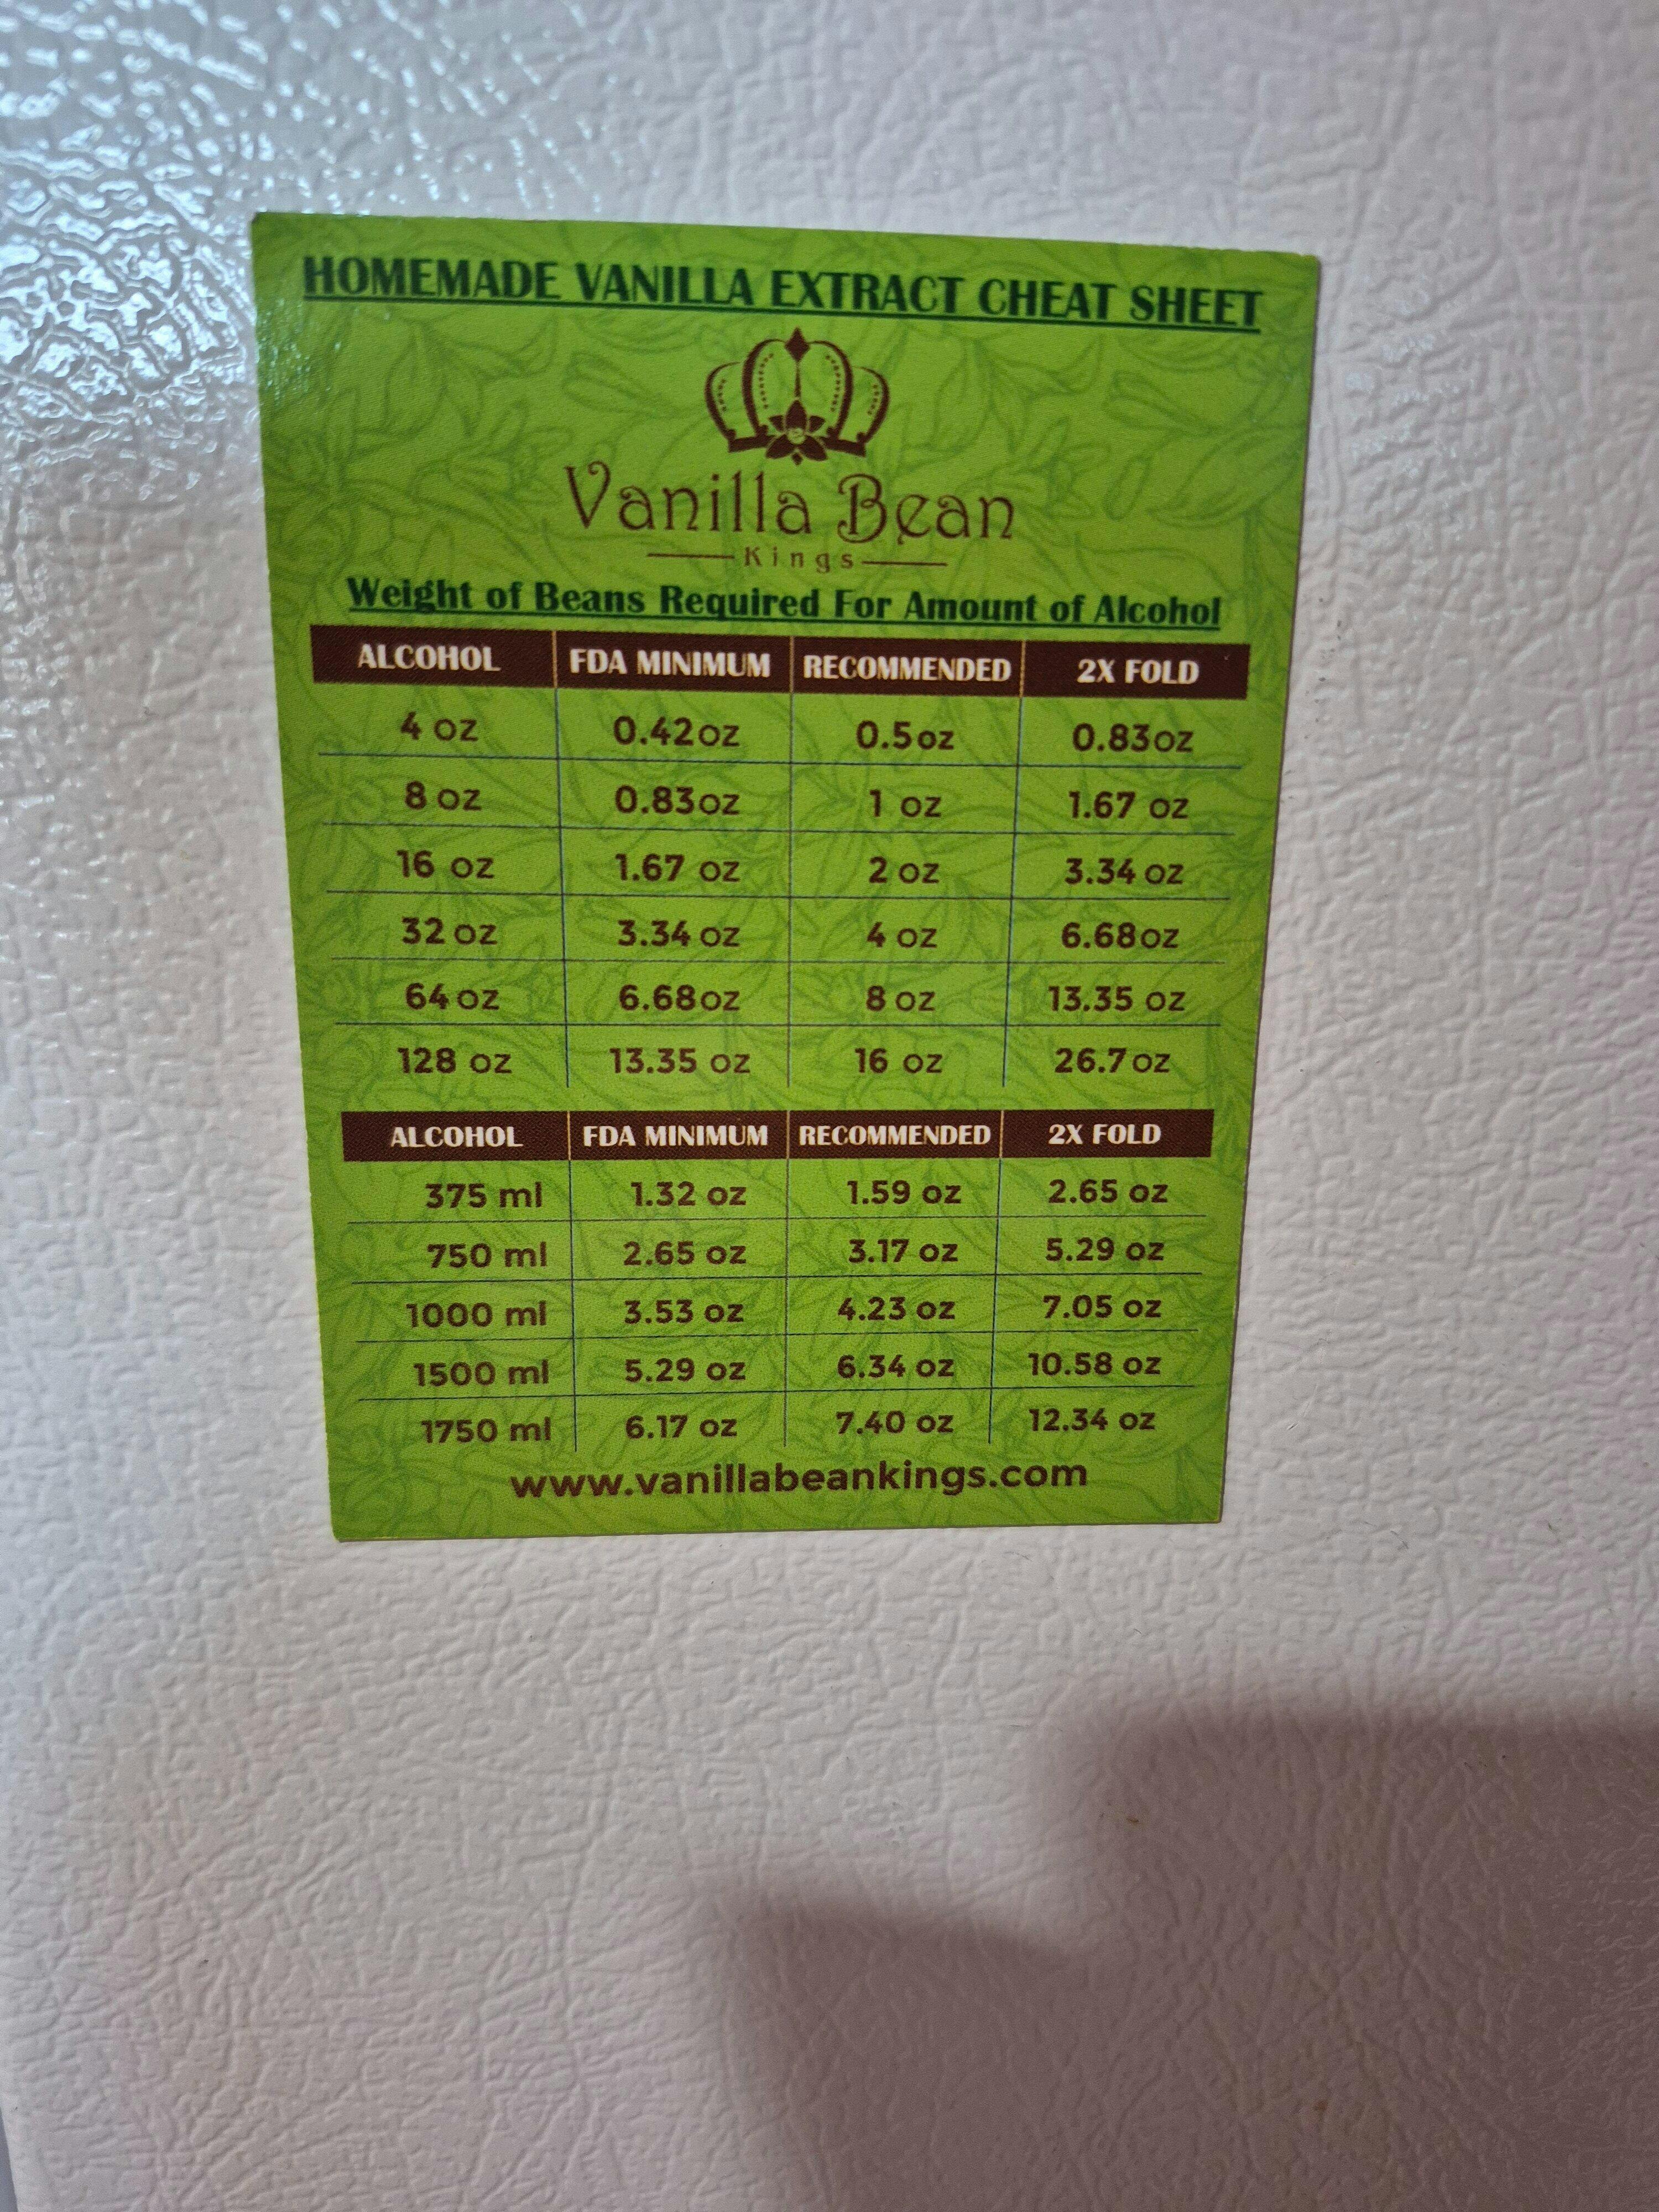 HOMEMADE VANILLA EXTRACT CHEAT SHEET
Vanilla Bean
Kings
Weight of Beans Required For Amount of Alcohol
ALCOHOL FDA MINIMUM RECOMMENDED 2X FOLD
4 oz 0.42oz 0.5oz 0.83oz
8 oz 0.83oz 1 oz 1.67 oz
16 oz 1.67 oz 2 oz 3.34 oz
32 oz 3.34 oz 4 oz 6.68oz
64 oz 6.68oz 8 oz 13.35 oz
128 oz 13.35 oz 16 oz 26.7 oz
ALCOHOL FDA MINIMUM RECOMMENDED 2X FOLD
375 ml 1.32 oz 1.59 oz 2.65 oz
750 ml 2.65 oz 3.17 oz 5.29 oz
1000 ml 3.53 oz 4.23 oz 7.05 oz
1500 ml 5.29 oz 6.34 oz 10.58 oz
1750 ml 6.17 oz 7.40 oz 12.34 oz
www.vanillabeankings.com